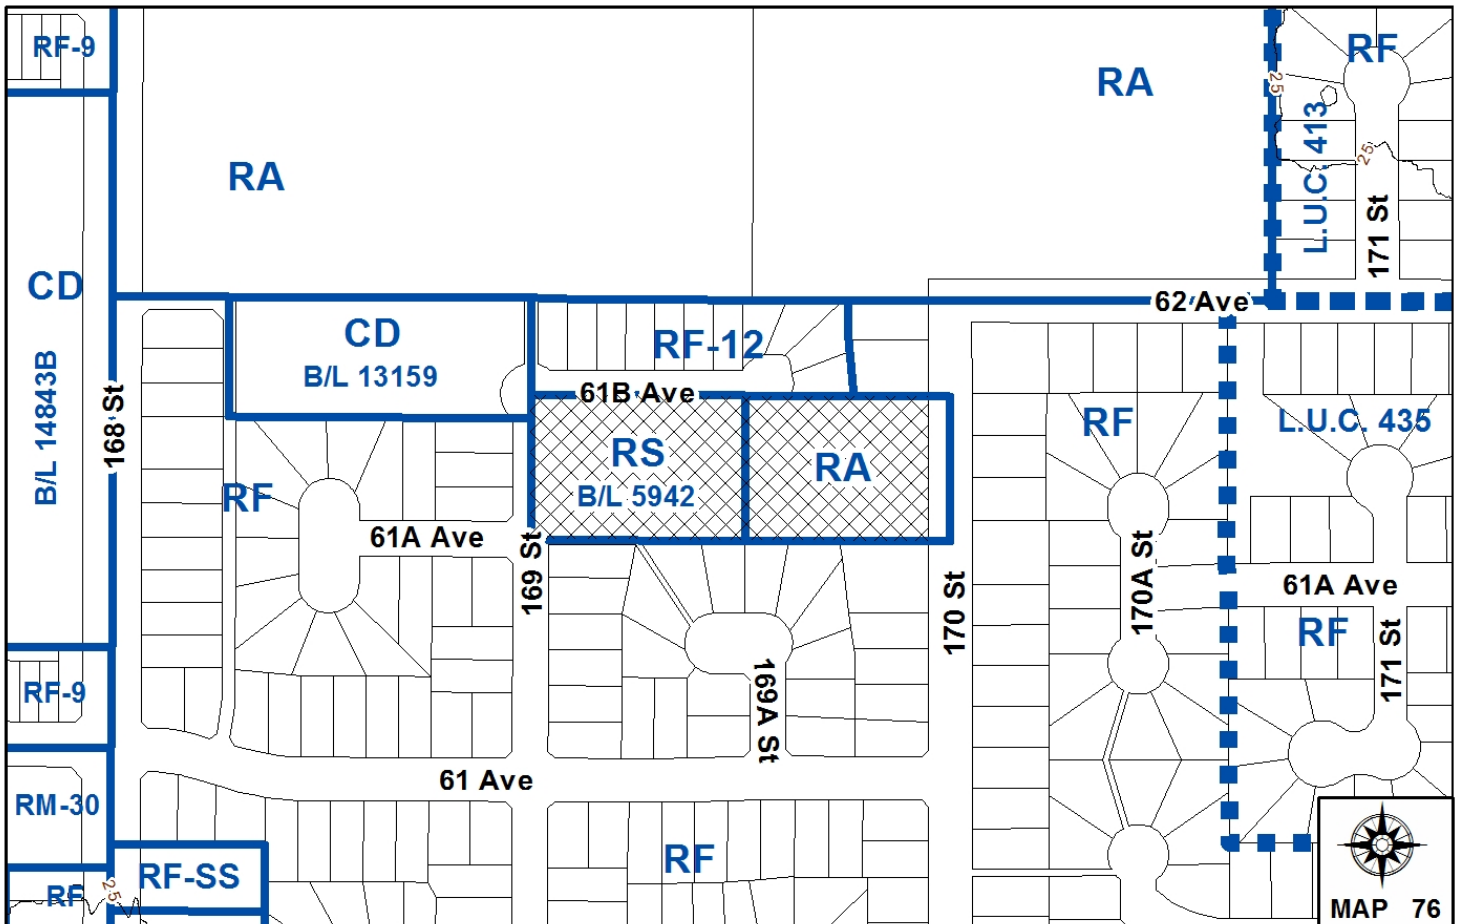 RF-9
RF
RA
25
L.U.C. 413
25
RA
171 St
CD
62 Ave
CD
B/L 13159
RF-12
B/L 14843B
168 St
61B Ave
RF
L.U.C. 435
RS
B/L 5942
RA
RF
61A Ave
169 St
170A St
170 St
61A Ave
RF
171 St
RF-9
169A St
61 Ave
RM-30
RF
RF-SS
RF
25
MAP 76